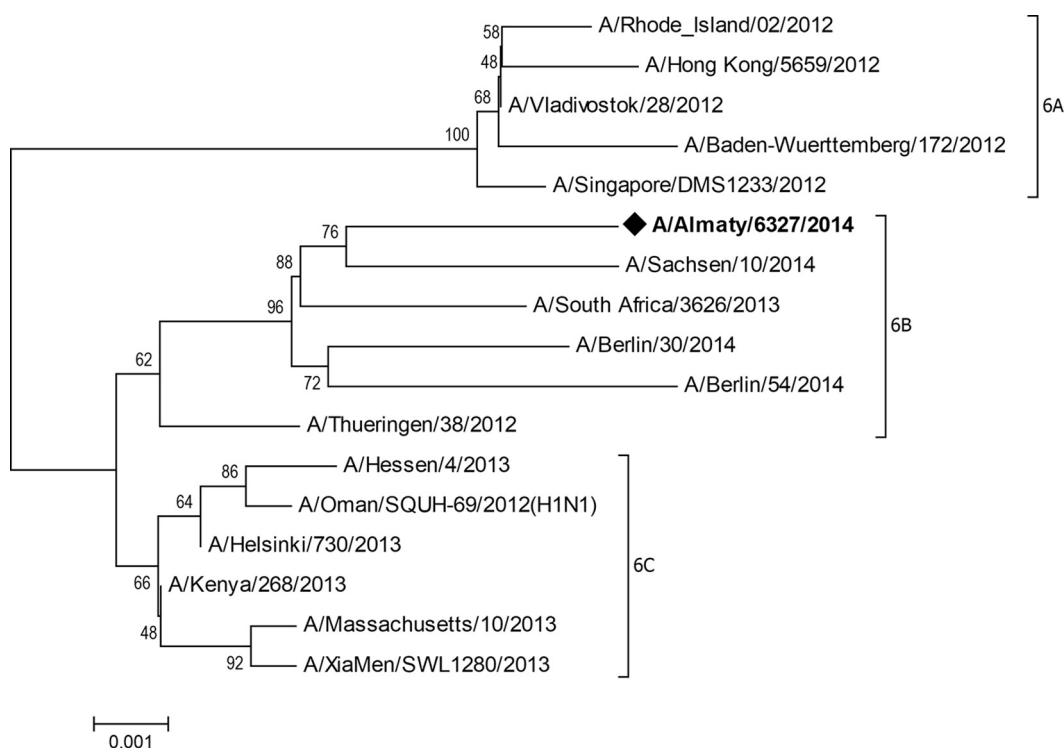 A/Rhode_Island/02/2012
58
A/Hong Kong/5659/2012
48
A/Vladivostok/28/2012
68
6A
100
A/Baden-Wuerttemberg/172/2012
A/Singapore/DMS1233/2012
A/Almaty/6327/2014
76
A/Sachsen/10/2014
88
A/South Africa/3626/2013
96
6B
A/Berlin/30/2014
62
72
A/Berlin/54/2014
A/Thueringen/38/2012
A/Hessen/4/2013
86
A/Oman/SQUH-69/2012(H1N1)
64
A/Helsinki/730/2013
6C
66
A/Kenya/268/2013
48
A/Massachusetts/10/2013
92
A/XiaMen/SWL1280/2013
0.001